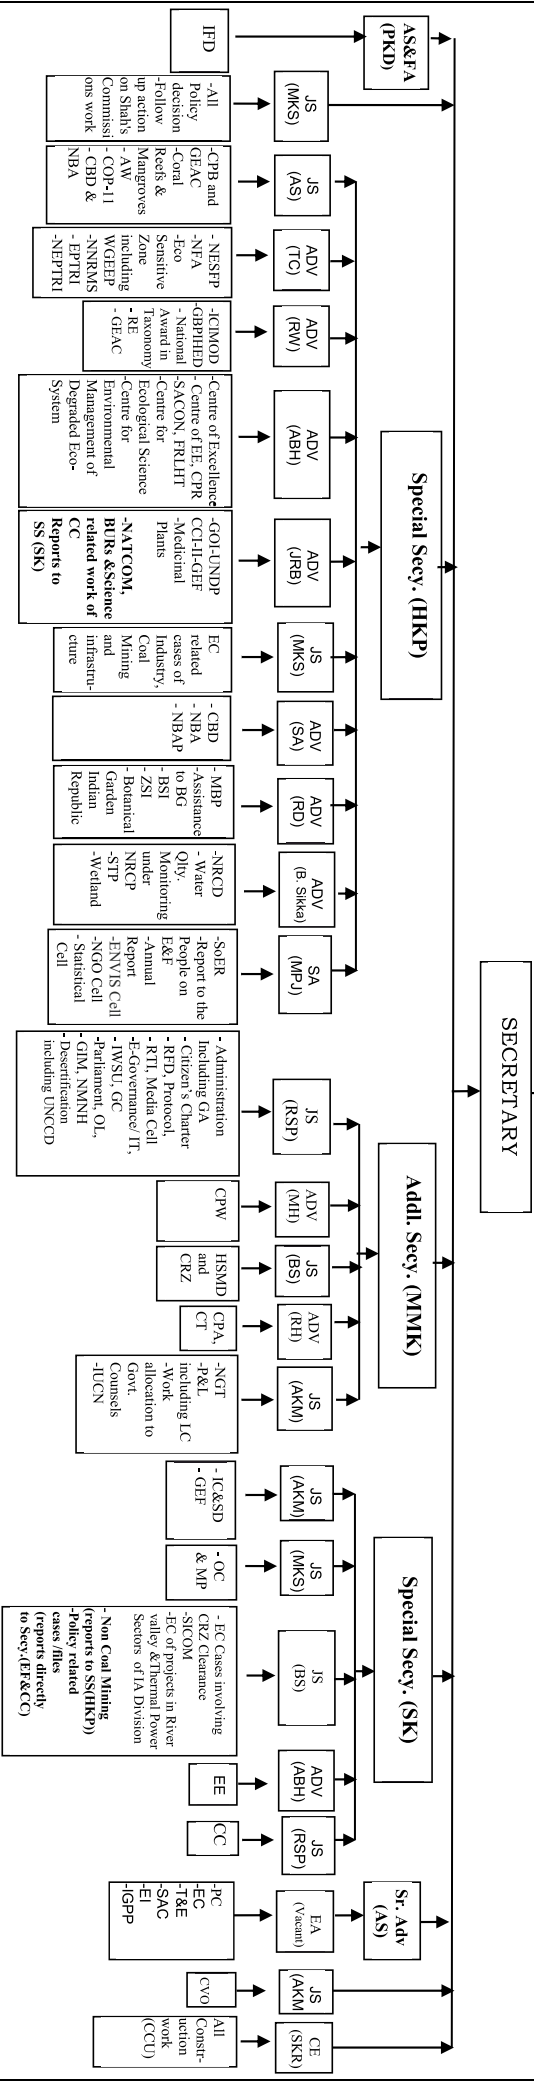 SECRETARY
AS&FA
(PKD)
IFD
JS
(MKS)
-All
Policy
decision
-Follow
up action
on Shah's
Commissi
ons work
Special Secy. (HKP)
JS
(AS)
-CPB and
GEAC
-Coral
Reefs &
Mangroves
- AW
- COP-11
- CBD &
NBA
ADV
(TC)
- NESFP
-NFA
-Eco
Sensitive
Zone
including
WGEEP
-NNRMS
- EPTRI
-NEPTRI
ADV
(RW)
-ICIMOD
-GBPIHED
- National
Award in
Taxonomy
- RE
- GEAC
ADV
(ABH)
-Centre of Excellence
- Centre of EE, CPR
-SACON, FRLHT
-Centre for
Ecological Science
-Centre for
Environmental
Management of
Degraded Eco-
System
ADV
(JRB)
-GOI-UNDP
CCI-II-GEF
-Medicinal
Plants
-NATCOM,
BURs &Science
related work of
CC
Reports to
SS (SK)
JS
(MKS)
EC
related
cases of
Industry,
Coal
Mining
and
infrastru-
cture
ADV
(SA)
- CBD
- NBA
- NBAP
ADV
(RD)
- MBP
-Assistance
to BG
- BSI
- ZSI
- Botanical
Garden
Indian
Republic
ADV
(B. Sikka)
-NRCD
- Water
Qlty.
Monitoring
under
NRCP
-STP
-Wetland
SA
(MPJ)
-SoER
-Report to the
People on
E&F
-Annual
Report
-ENVIS Cell
-NGO Cell
- Statistical
Cell
Addl. Secy. (MMK)
JS
(RSP)
- Administration
Including GA
-Citizen's Charter
-RFD, Protocol,
- RTI, Media Cell
-E-Governance/ IT,
- IWSU, GC
-Parliament, OL,
-GIM, NMNH
-Desertification
including UNCCD
ADV
(MH)
CPW
JS
(BS)
HSMD
and
CRZ
ADV
(RH)
CPA,
CT
JS
(AKM)
-NGT
-P&L
including LC
-Work
allocation to
Govt.
Counsels
-IUCN
Special Secy. (SK)
JS
(AKM)
- IC&SD
- GEF
JS
(MKS)
- OC
& MP
JS
(BS)
- EC Cases involving
CRZ Clearance
-SICOM
-EC of projects in River
valley &Thermal Power
Sectors of IA Division
- Non Coal Mining
(reports to SS(HKP))
-Policy related
cases /files
(reports directly
to Secy.(EF&CC)
ADV
(ABH)
EE
JS
(RSP)
CC
Sr. Adv
(AS)
EA
(Vacant)
-PC
-EC
-T&E
-SAC
-EI
-IGPP
JS
(AKM
CVO
CE
(SKR)
All
Constr-
uction
work
(CCU)